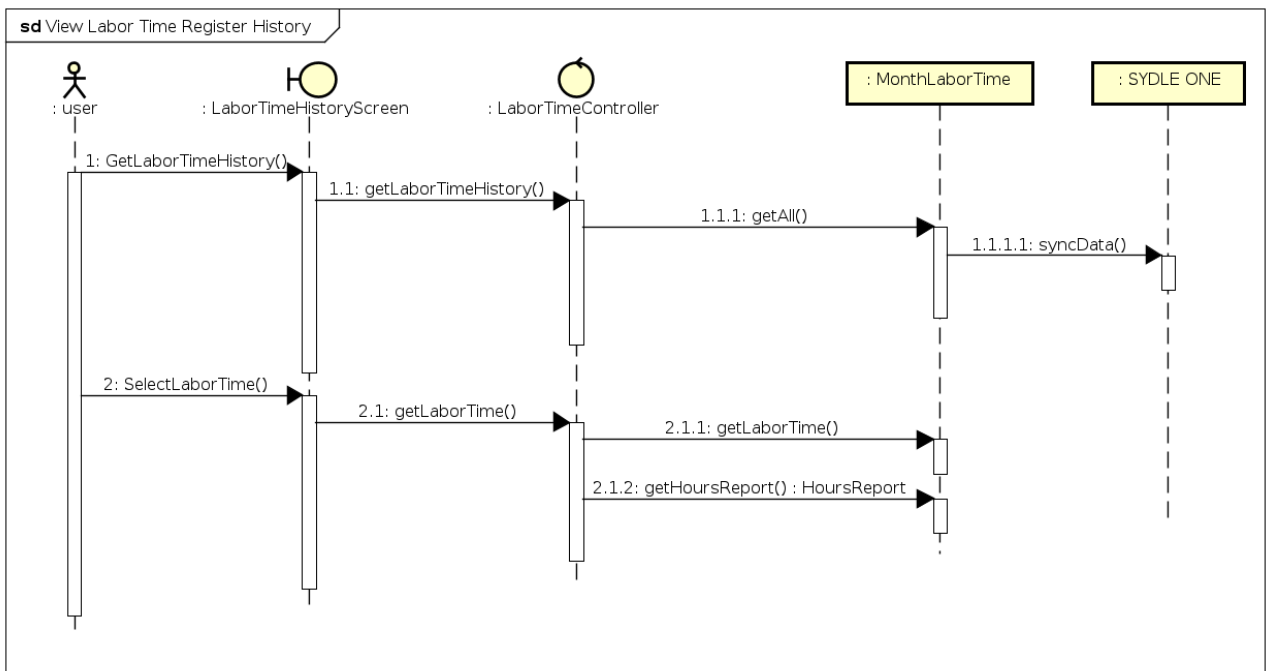 sd View Labor Time Register History
: user
: LaborTimeHistoryScreen
: LaborTimeController
: MonthLaborTime
: SYDLE ONE
1: GetLaborTimeHistory()
1.1: getLaborTimeHistory()
1.1.1: getAll()
1.1.1.1: syncData()
2: SelectLaborTime()
2.1: getLaborTime()
2.1.1: getLaborTime()
2.1.2: getHoursReport() : HoursReport